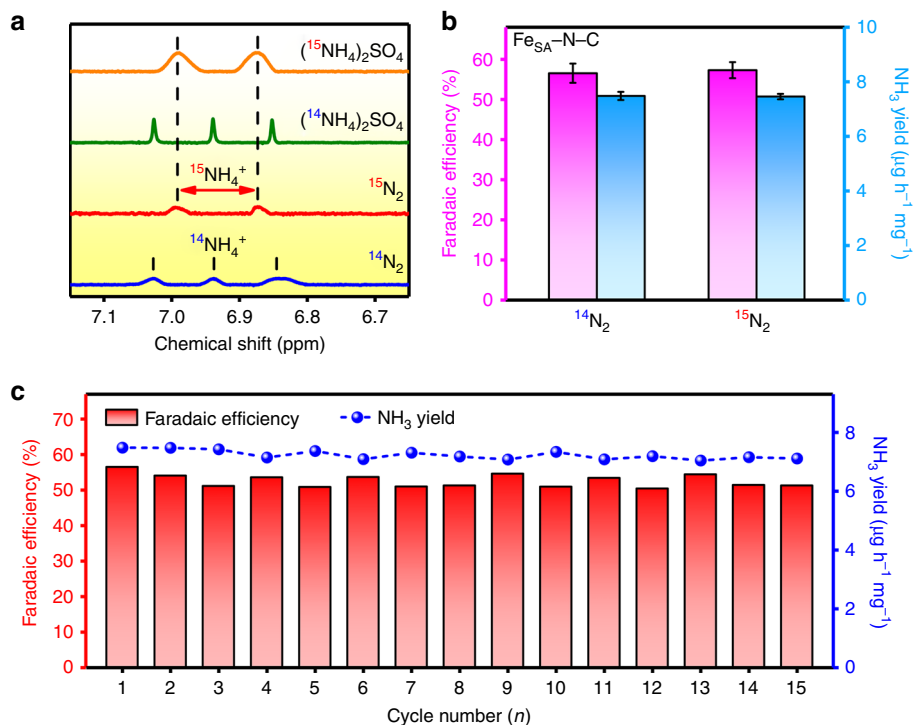 a
(¹⁵NH₄)₂SO₄
(¹⁴NH₄)₂SO₄
¹⁵NH₄⁺
¹⁵N₂
¹⁴NH₄⁺
¹⁴N₂
7.1 7.0 6.9 6.8 6.7
Chemical shift (ppm)
b
Fe_SA–N–C
Faradaic efficiency (%)
60
50
40
30
20
10
0
10
8
6
4
2
0
NH₃ yield (μg h⁻¹ mg⁻¹)
¹⁴N₂ ¹⁵N₂
c
Faradaic efficiency NH₃ yield
Faradaic efficiency (%)
70
60
50
40
30
20
10
0
8
6
4
2
0
NH₃ yield (μg h⁻¹ mg⁻¹)
1 2 3 4 5 6 7 8 9 10 11 12 13 14 15
Cycle number (n)